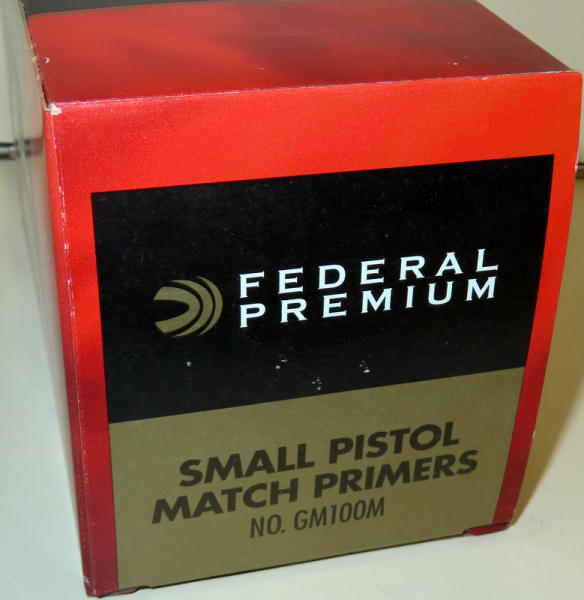 FEDERAL
PREMIUM
SMALL PISTOL
MATCH PRIMERS
NO. GM100M